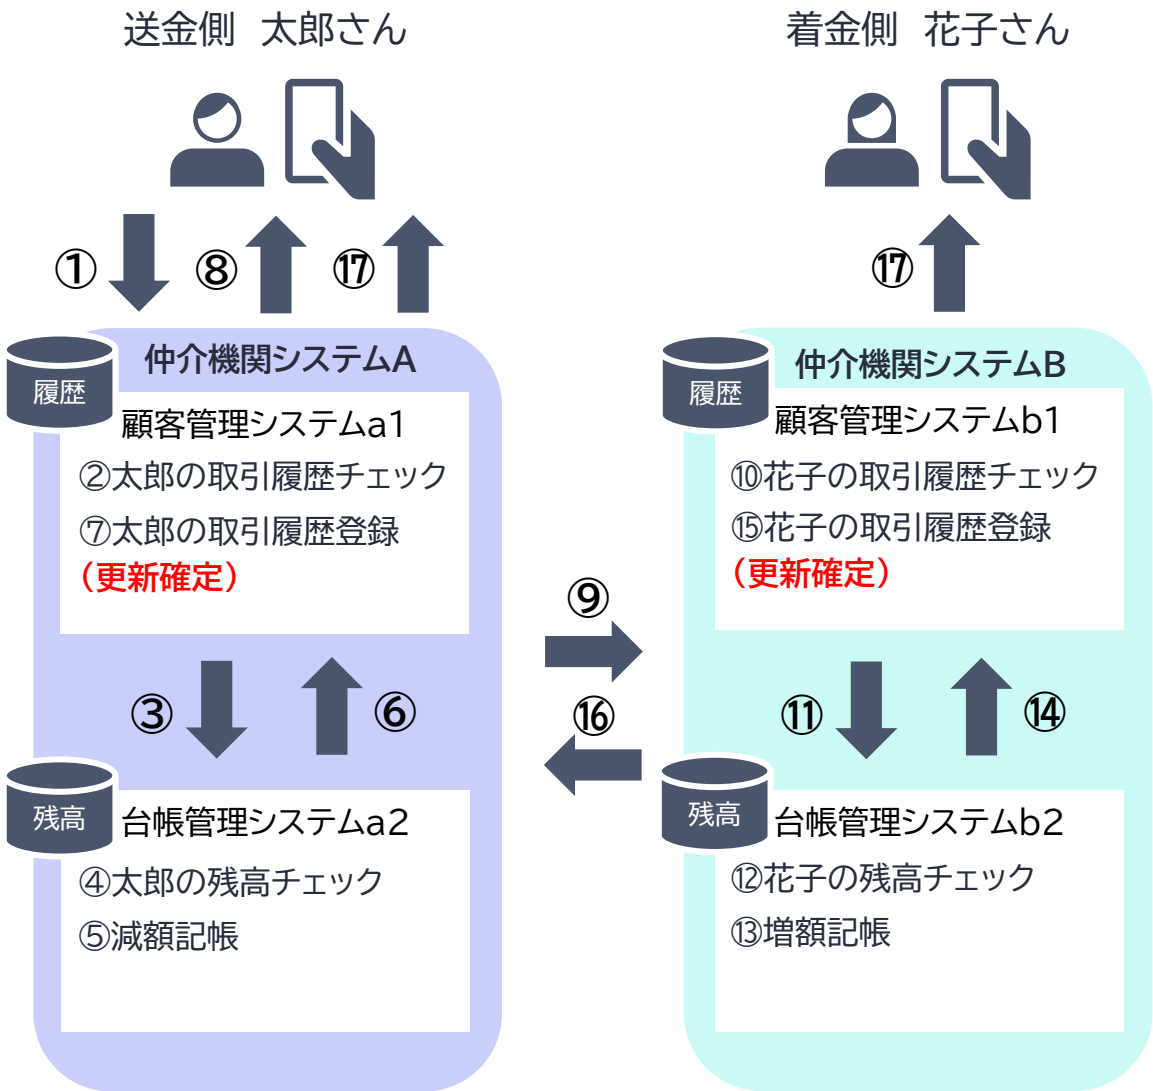 送金側 太郎さん
着金側 花子さん
①
⑧
⑰
⑰
仲介機関システムA
履歴
顧客管理システムa1
②太郎の取引履歴チェック
⑦太郎の取引履歴登録
(更新確定)
③
⑥
残高
台帳管理システムa2
④太郎の残高チェック
⑤減額記帳
⑨
⑯
仲介機関システムB
履歴
顧客管理システムb1
⑩花子の取引履歴チェック
⑮花子の取引履歴登録
(更新確定)
⑪
⑭
残高
台帳管理システムb2
⑫花子の残高チェック
⑬増額記帳